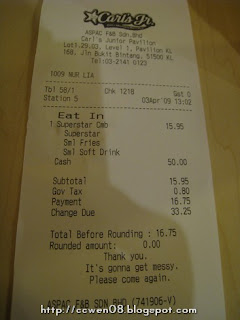 Carl's Jr.
ASPAC F&B Sdn.Bhd
Carl's Junior Pavilion
Lot1.29.03, Level 1, Pavilion KL
168, Jln Bukit Bintang, 51500 KL
Tel:03-2141 0123
1009 NUR LIA
Tbl 58/1 Chk 1218 Gst 0
Station 5 03Apr'09 13:02
Eat In
1 Superstar Cmb 15.95
Superstar
Sml Fries
Sml Soft Drink
Cash 50.00
Subtotal 15.95
Gov Tax 0.80
Payment 16.75
Change Due 33.25
Total Before Rounding : 16.75
Rounded amount: 0.00
Thank you.
It's gonna get messy.
Please come again.
ASPAC F&B SDN BHD (741906-V)
http://ccwen08.blogspot.com